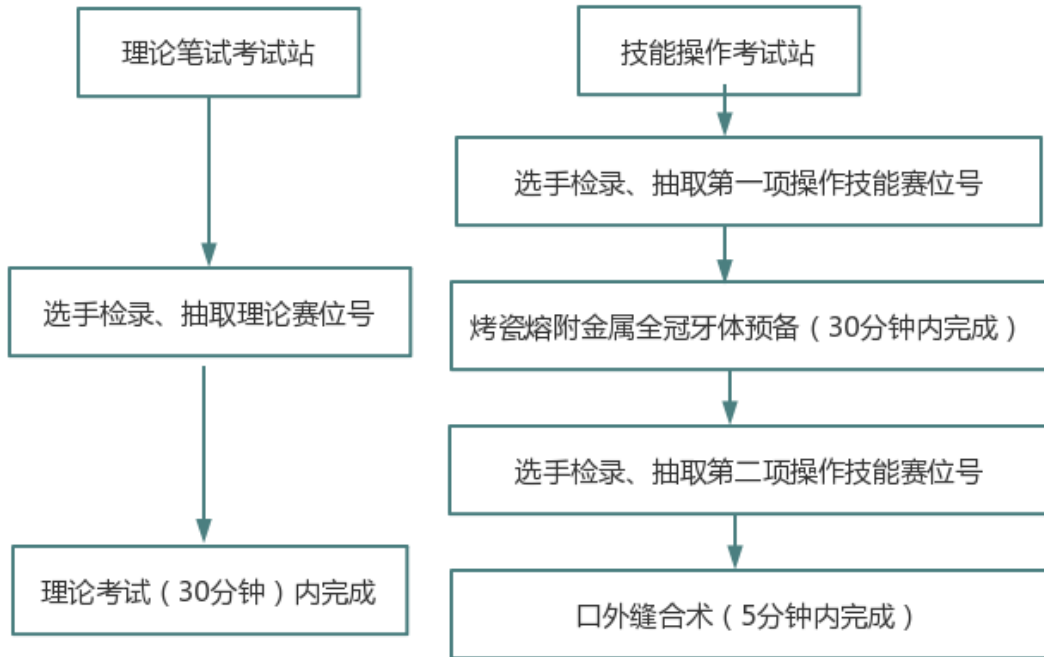 理论笔试考试站
选手检录、抽取理论赛位号
理论考试（30分钟）内完成
技能操作考试站
选手检录、抽取第一项操作技能赛位号
烤瓷熔附金属全冠牙体预备（30分钟内完成）
选手检录、抽取第二项操作技能赛位号
口外缝合术（5分钟内完成）